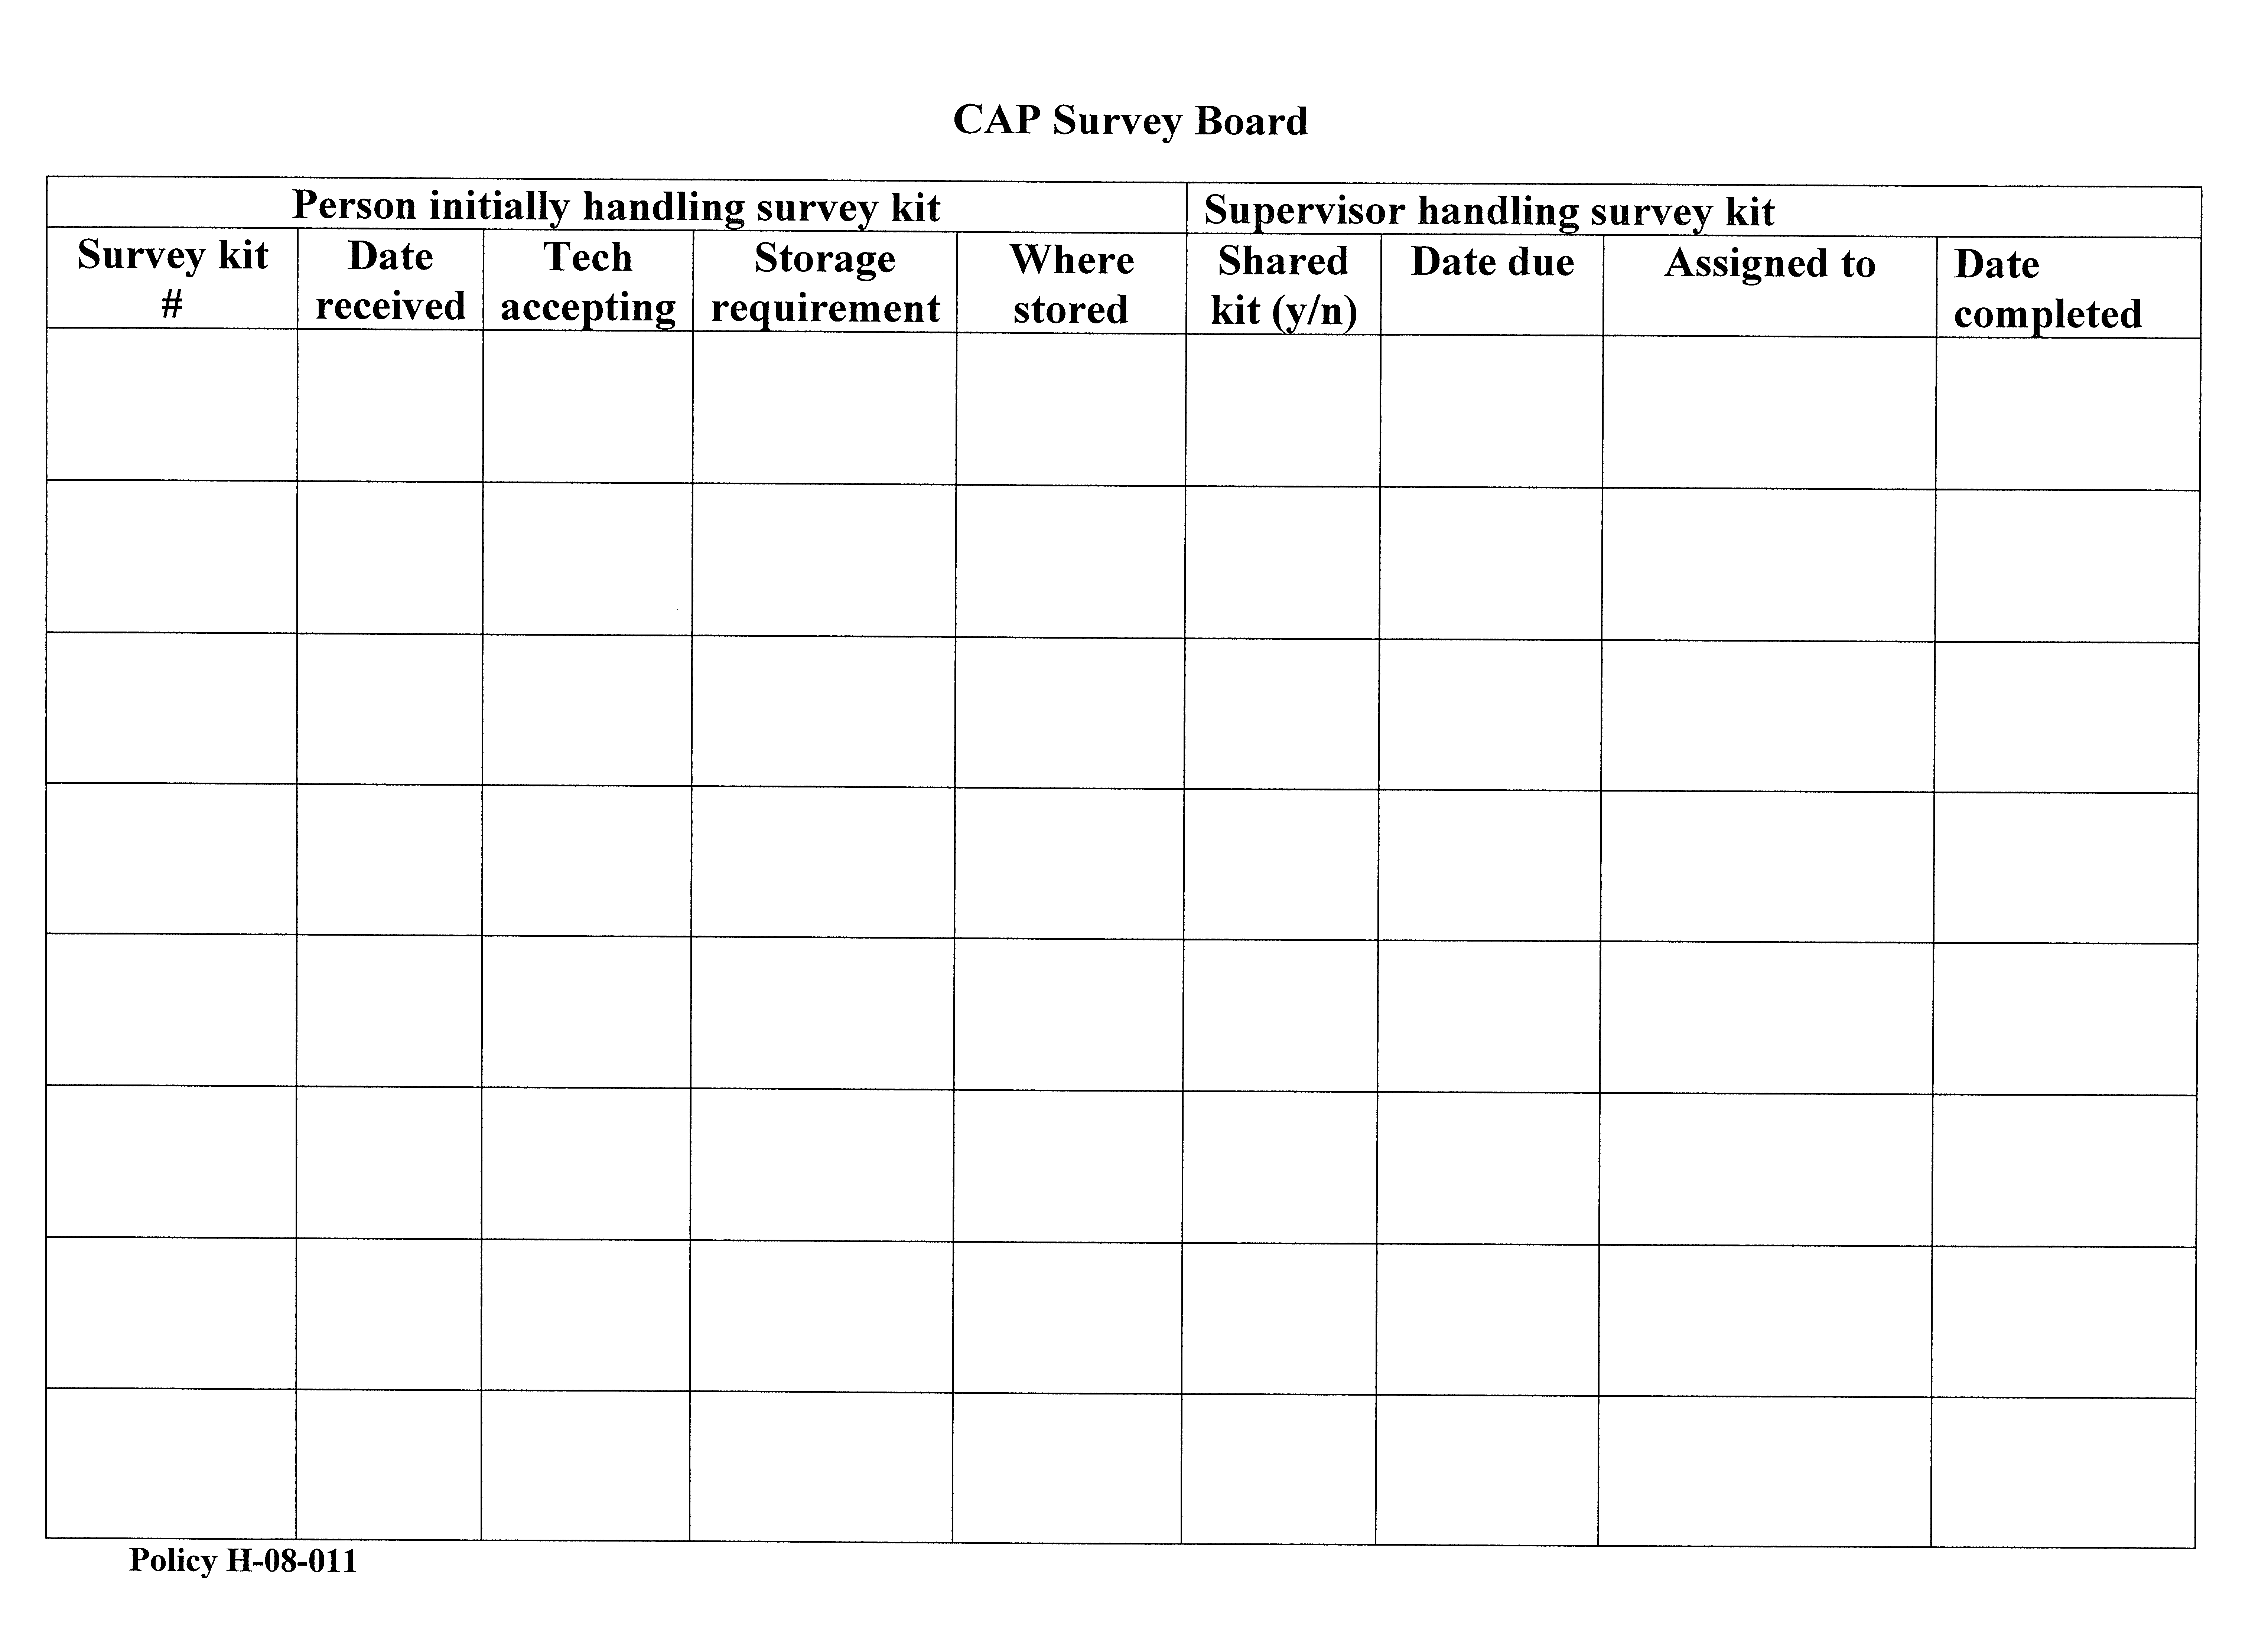 CAP Survey Board
Person initially handling survey kit
Supervisor handling survey kit
Survey kit
#
Date
received
Tech
accepting
Storage
requirement
Where
stored
Shared
kit (y/n)
Date due
Assigned to
Date
completed
Policy H-08-011